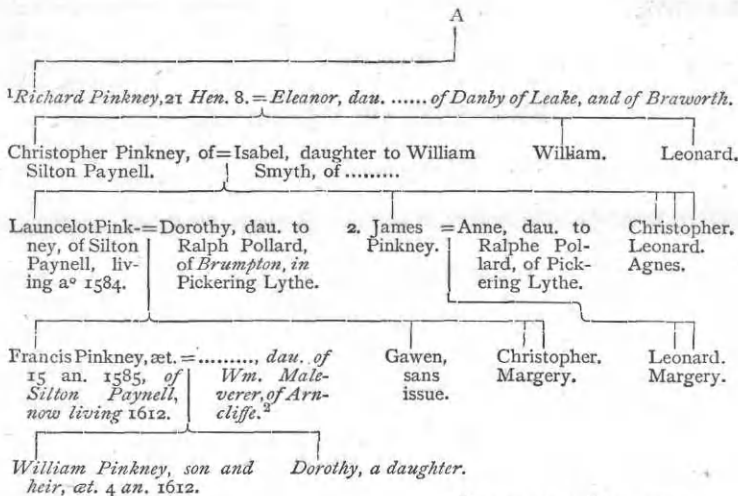 A
¹Richard Pinkney, 21 Hen. 8. = Eleanor, dau. ...... of Danby of Leake, and of Braworth.
Christopher Pinkney, of = Isabel, daughter to William
Silton Paynell.
Smyth, of .........
William.
Leonard.
Launcelot Pink-
ney, of Silton
Paynell, liv-
ing aº 1584.
= Dorothy, dau. to
Ralph Pollard,
of Brumpton, in
Pickering Lythe.
2. James
Pinkney.
= Anne, dau. to
Ralphe Pol-
lard, of Pick-
ering Lythe.
Christopher.
Leonard.
Agnes.
Francis Pinkney, æt.
15 an. 1585, of
Silton Paynell,
now living 1612.
= ........., dau. of
Wm. Male-
verer, of Arn-
cliffe.²
Gawen,
sans
issue.
Christopher.
Margery.
Leonard.
Margery.
William Pinkney, son and
heir, æt. 4 an. 1612.
Dorothy, a daughter.